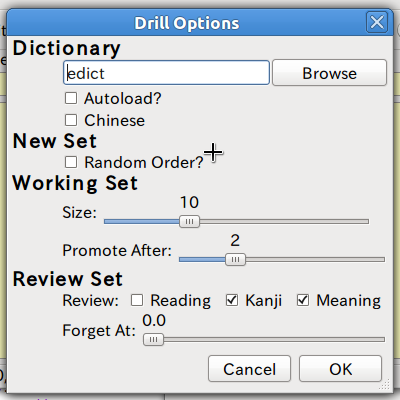 Drill Options
Dictionary
edict Browse
Autoload?
Chinese
New Set
Random Order?
Working Set
10
Size:
2
Promote After:
Review Set
Review: Reading Kanji Meaning
0.0
Forget At:
Cancel OK